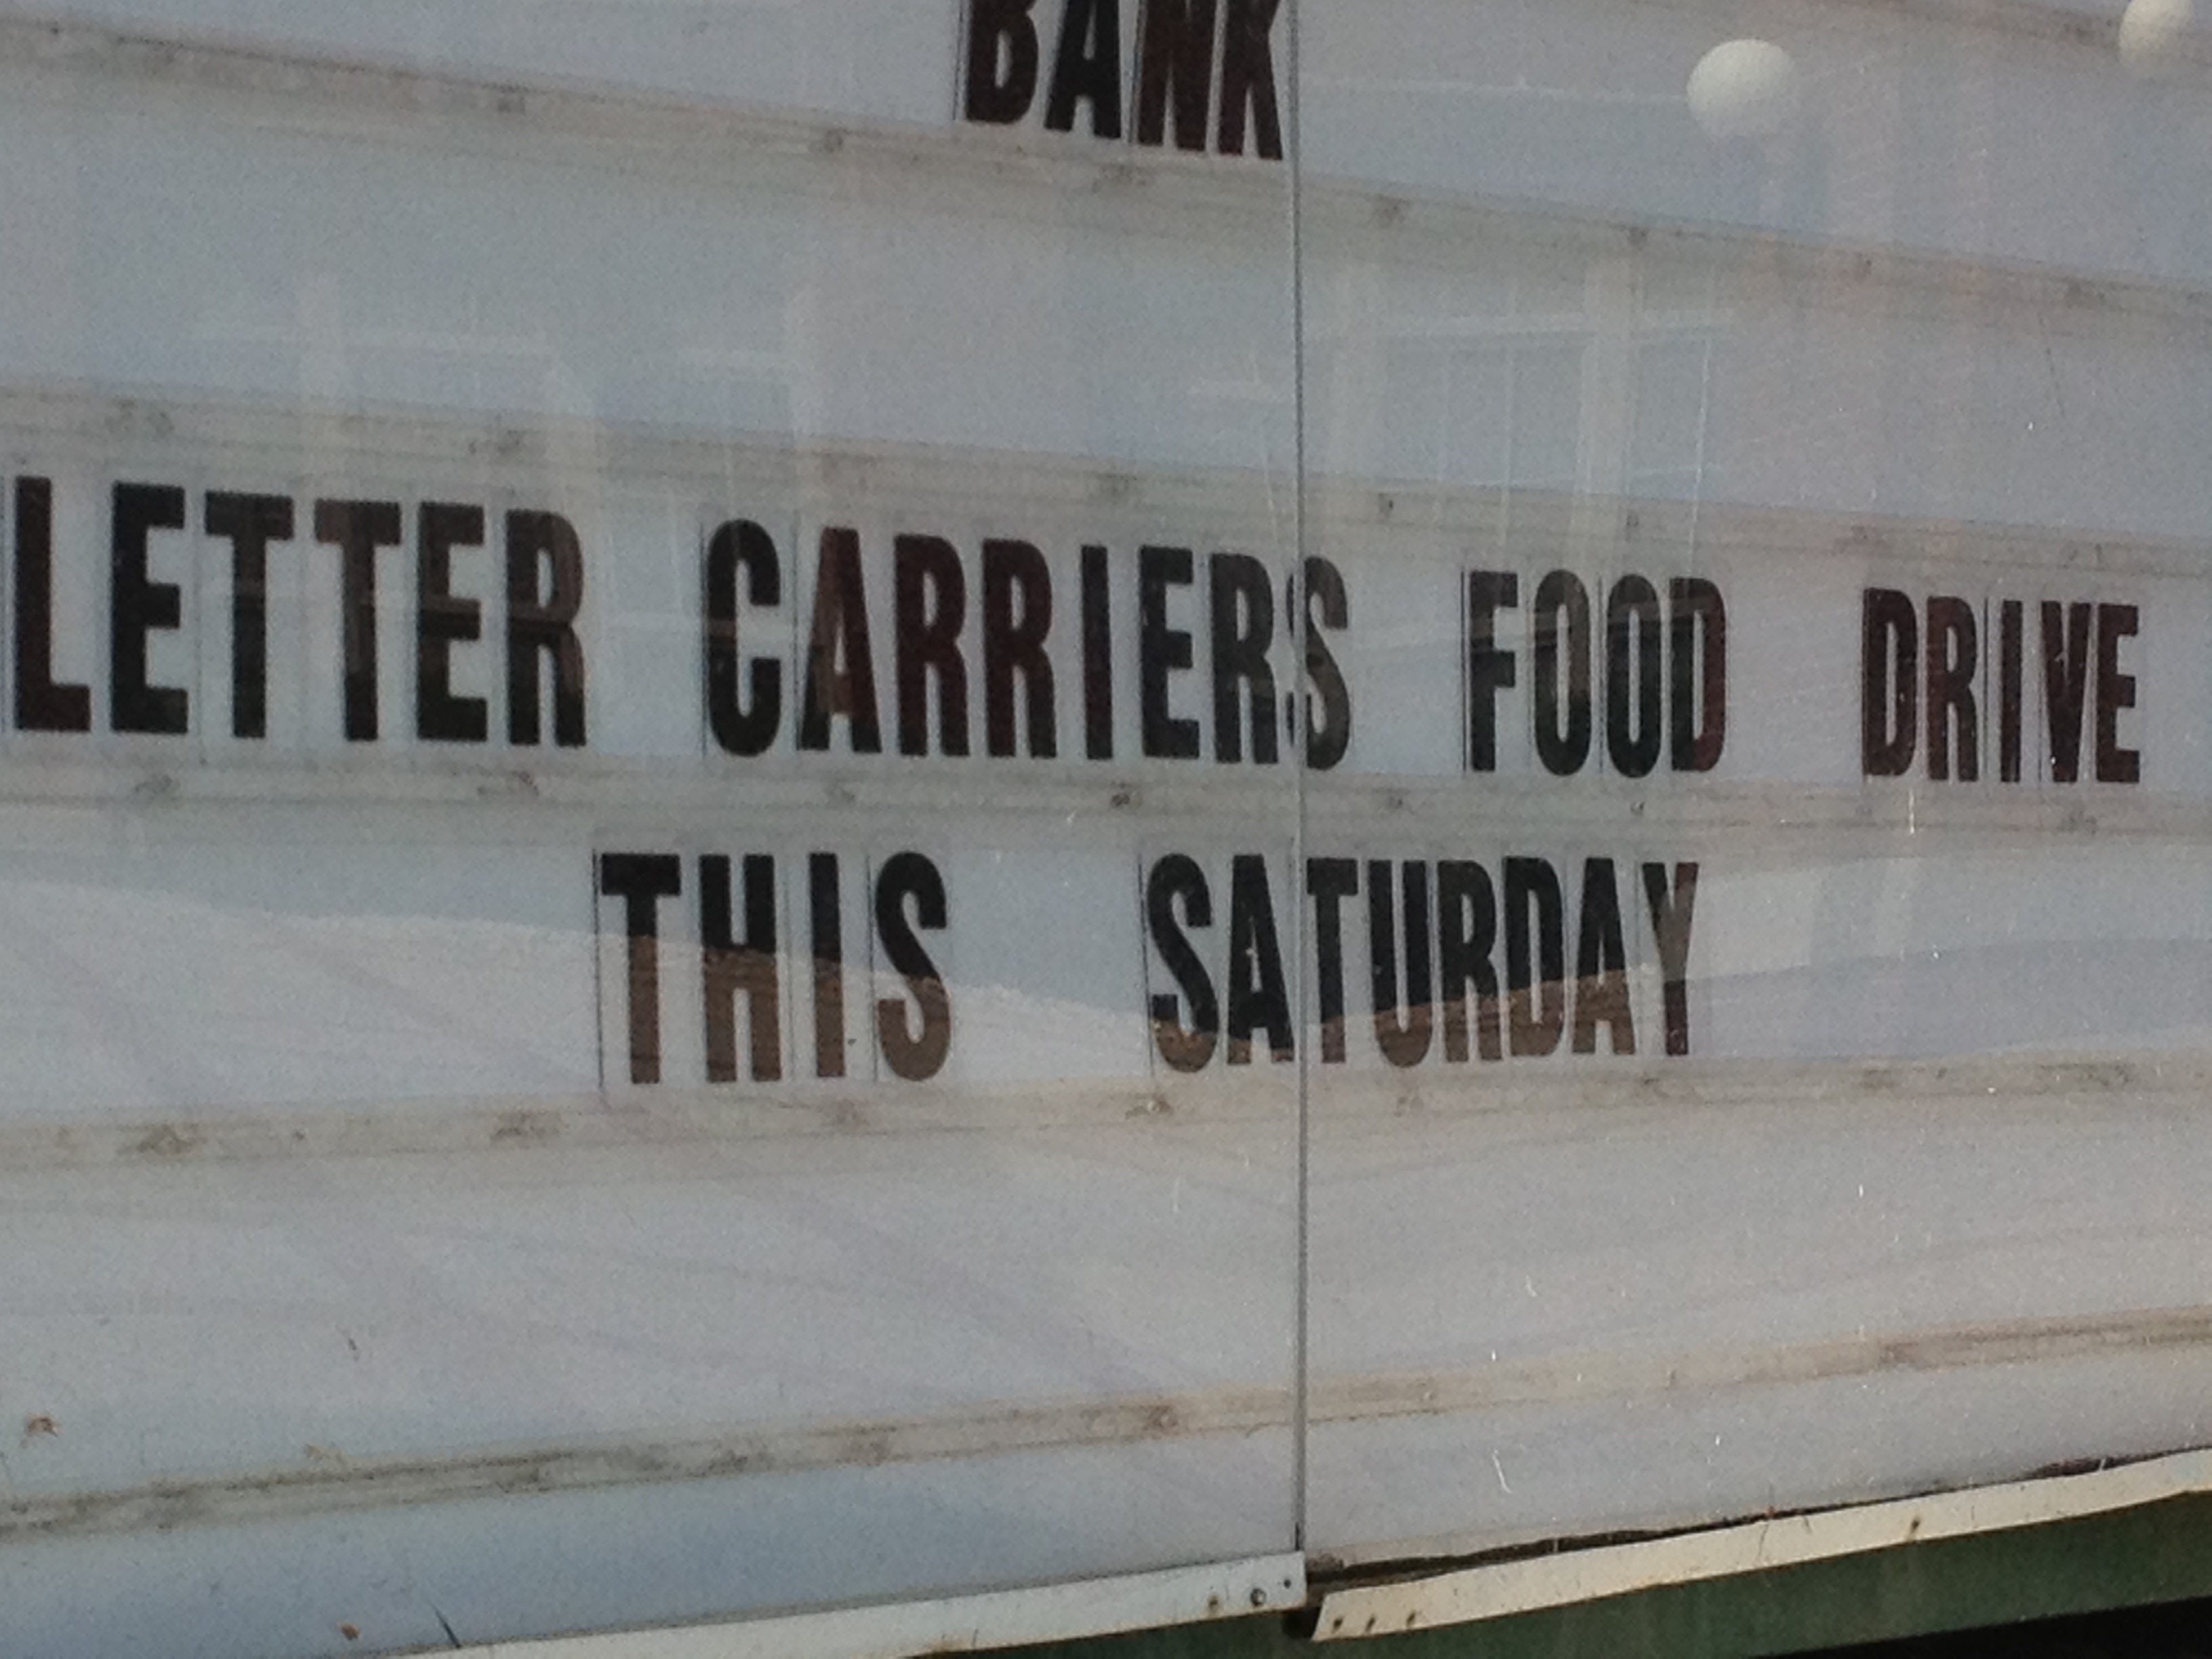 BANK
LETTER CARRIERS FOOD DRIVE
THIS SATURDAY